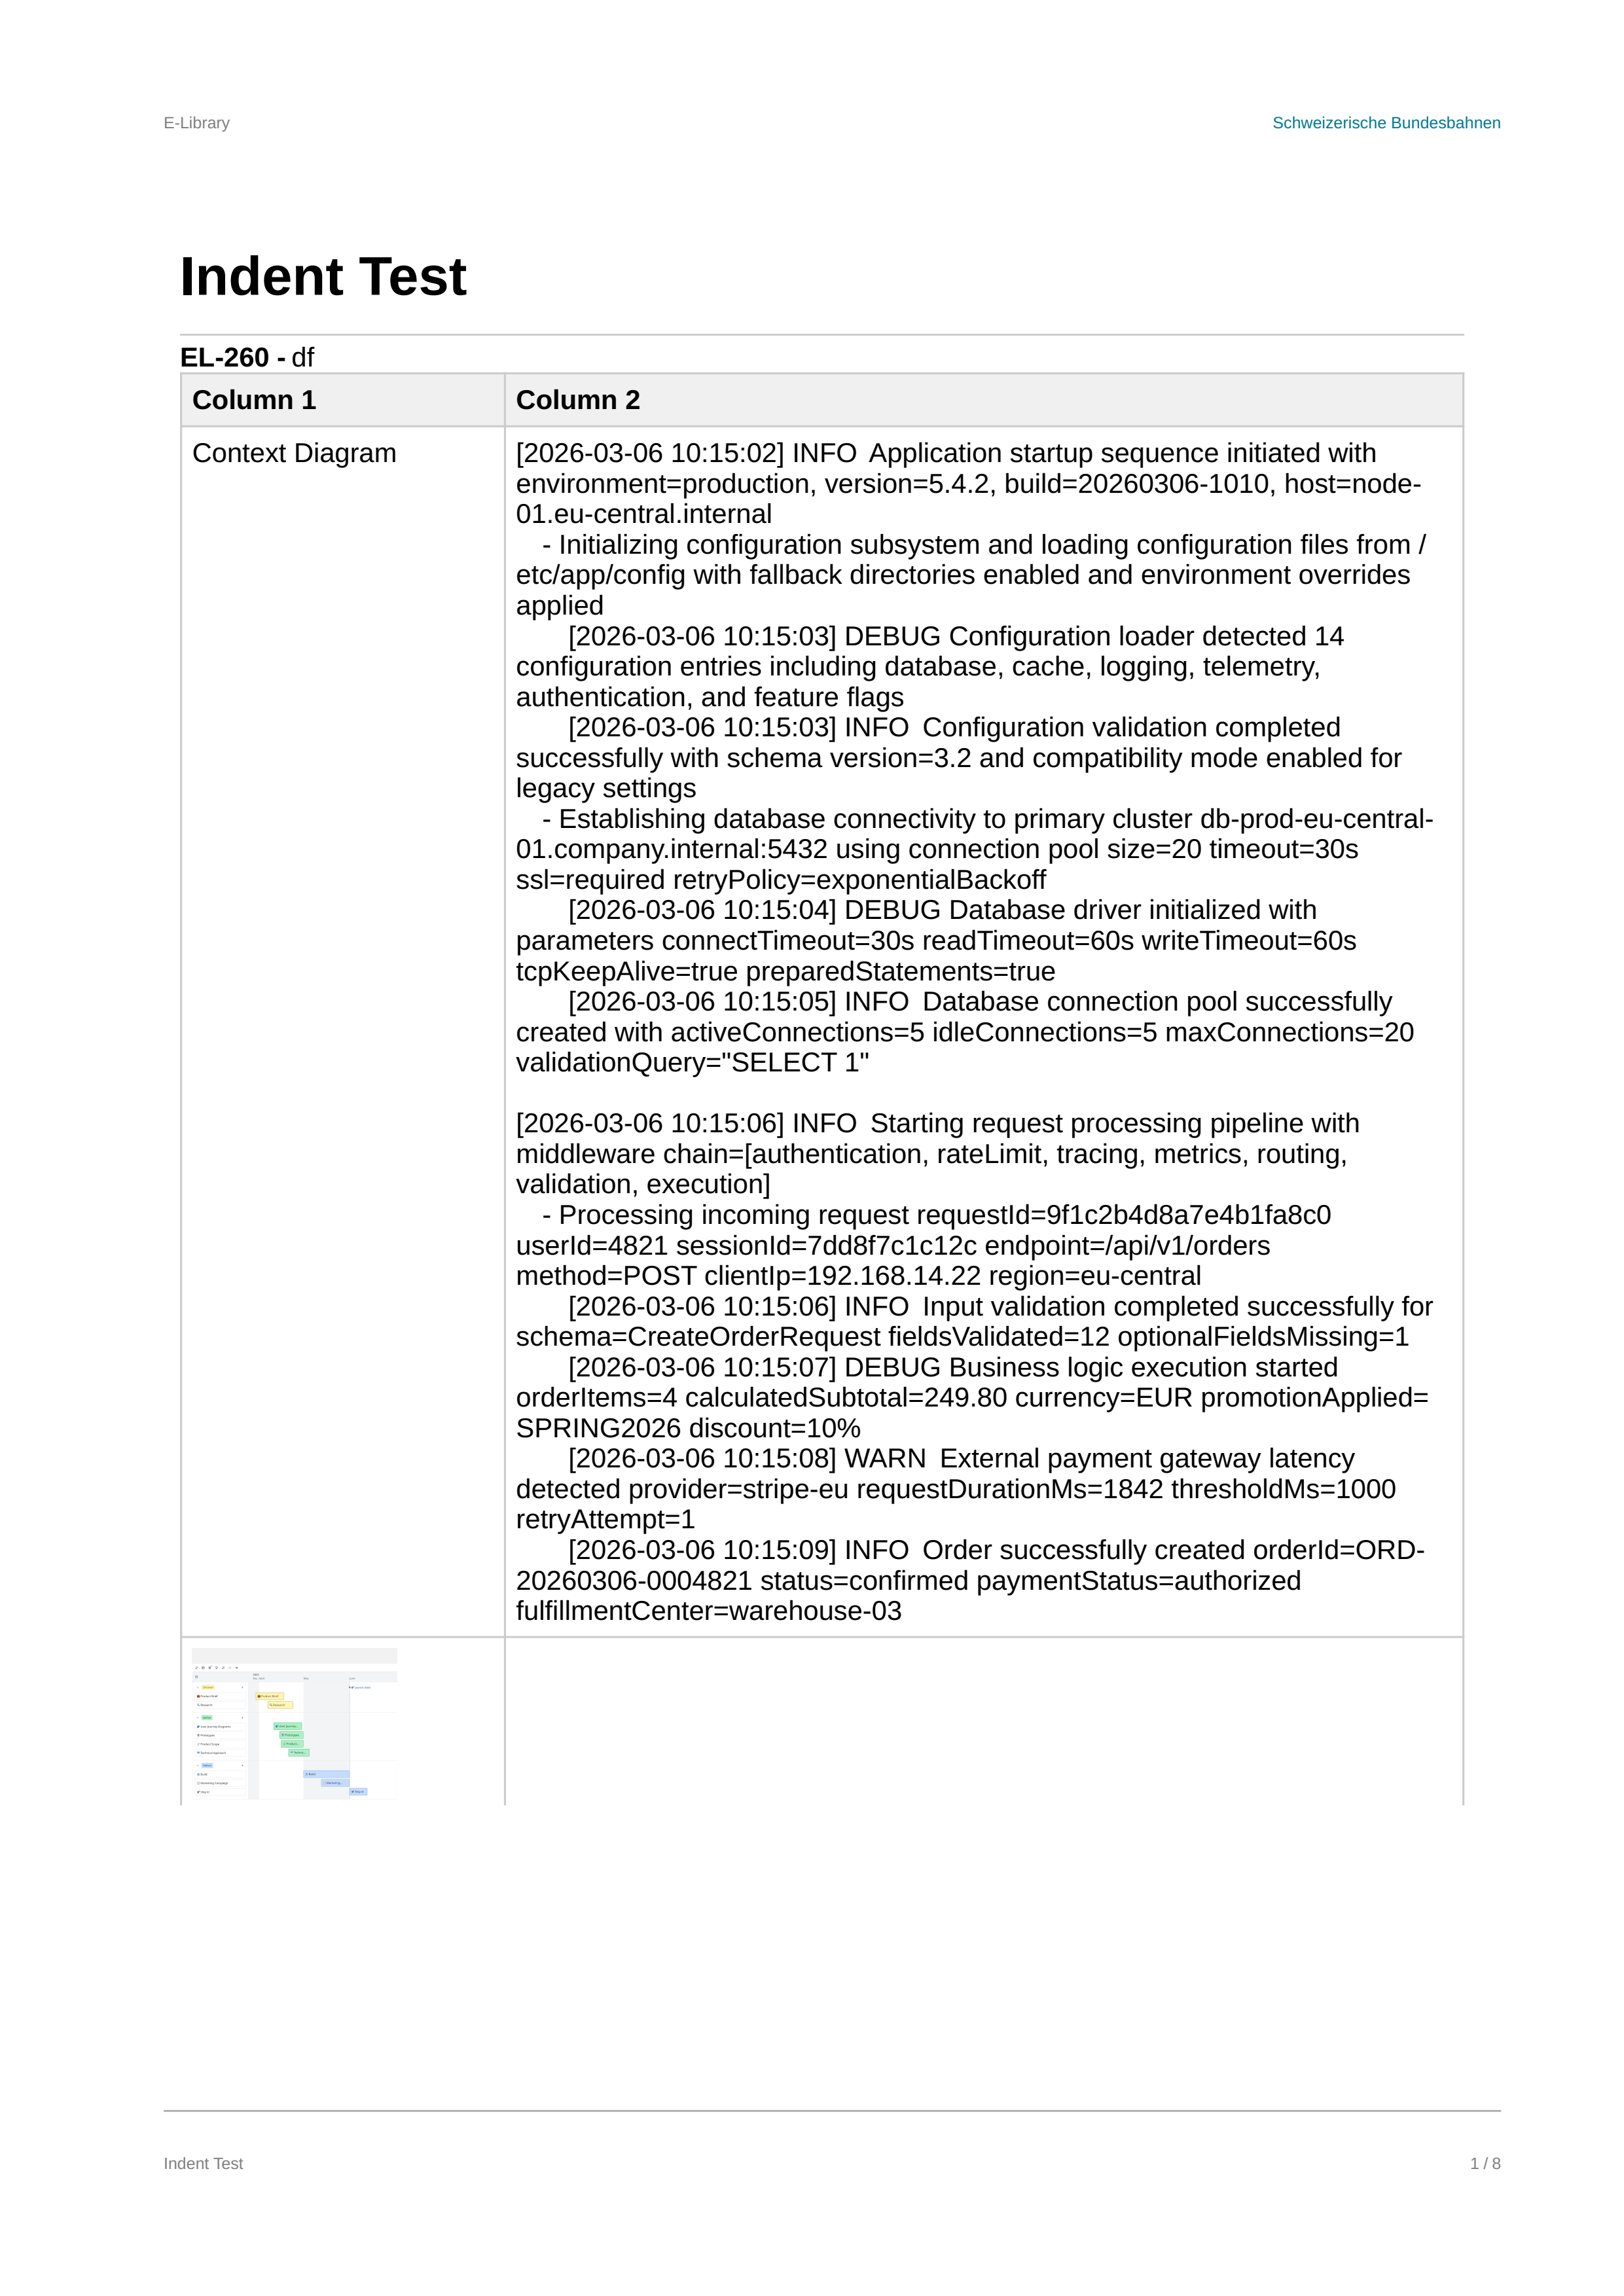 E-Library
Schweizerische Bundesbahnen
Indent Test
EL-260 - df
Column 1
Column 2
Context Diagram
[2026-03-06 10:15:02] INFO  Application startup sequence initiated with
environment=production, version=5.4.2, build=20260306-1010, host=node-
01.eu-central.internal
- Initializing configuration subsystem and loading configuration files from /
etc/app/config with fallback directories enabled and environment overrides
applied
[2026-03-06 10:15:03] DEBUG Configuration loader detected 14
configuration entries including database, cache, logging, telemetry,
authentication, and feature flags
[2026-03-06 10:15:03] INFO  Configuration validation completed
successfully with schema version=3.2 and compatibility mode enabled for
legacy settings
- Establishing database connectivity to primary cluster db-prod-eu-central-
01.company.internal:5432 using connection pool size=20 timeout=30s
ssl=required retryPolicy=exponentialBackoff
[2026-03-06 10:15:04] DEBUG Database driver initialized with
parameters connectTimeout=30s readTimeout=60s writeTimeout=60s
tcpKeepAlive=true preparedStatements=true
[2026-03-06 10:15:05] INFO  Database connection pool successfully
created with activeConnections=5 idleConnections=5 maxConnections=20
validationQuery="SELECT 1"
[2026-03-06 10:15:06] INFO  Starting request processing pipeline with
middleware chain=[authentication, rateLimit, tracing, metrics, routing,
validation, execution]
- Processing incoming request requestId=9f1c2b4d8a7e4b1fa8c0
userId=4821 sessionId=7dd8f7c1c12c endpoint=/api/v1/orders
method=POST clientIp=192.168.14.22 region=eu-central
[2026-03-06 10:15:06] INFO  Input validation completed successfully for
schema=CreateOrderRequest fieldsValidated=12 optionalFieldsMissing=1
[2026-03-06 10:15:07] DEBUG Business logic execution started
orderItems=4 calculatedSubtotal=249.80 currency=EUR promotionApplied=
SPRING2026 discount=10%
[2026-03-06 10:15:08] WARN  External payment gateway latency
detected provider=stripe-eu requestDurationMs=1842 thresholdMs=1000
retryAttempt=1
[2026-03-06 10:15:09] INFO  Order successfully created orderId=ORD-
20260306-0004821 status=confirmed paymentStatus=authorized
fulfillmentCenter=warehouse-03
Indent Test
1 / 8